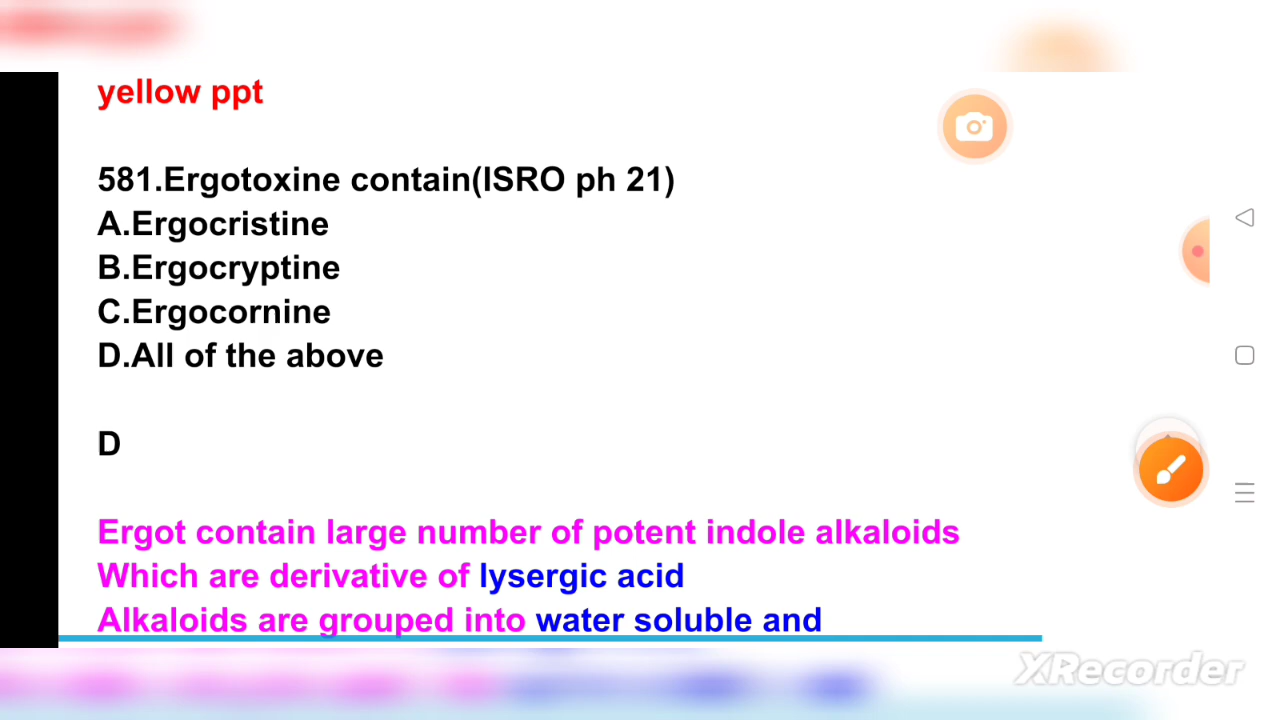 yellow ppt
581.Ergotoxine contain(ISRO ph 21)
A.Ergocristine
B.Ergocryptine
C.Ergocornine
D.All of the above
D
Ergot contain large number of potent indole alkaloids
Which are derivative of lysergic acid
Alkaloids are grouped into water soluble and
XRecorder